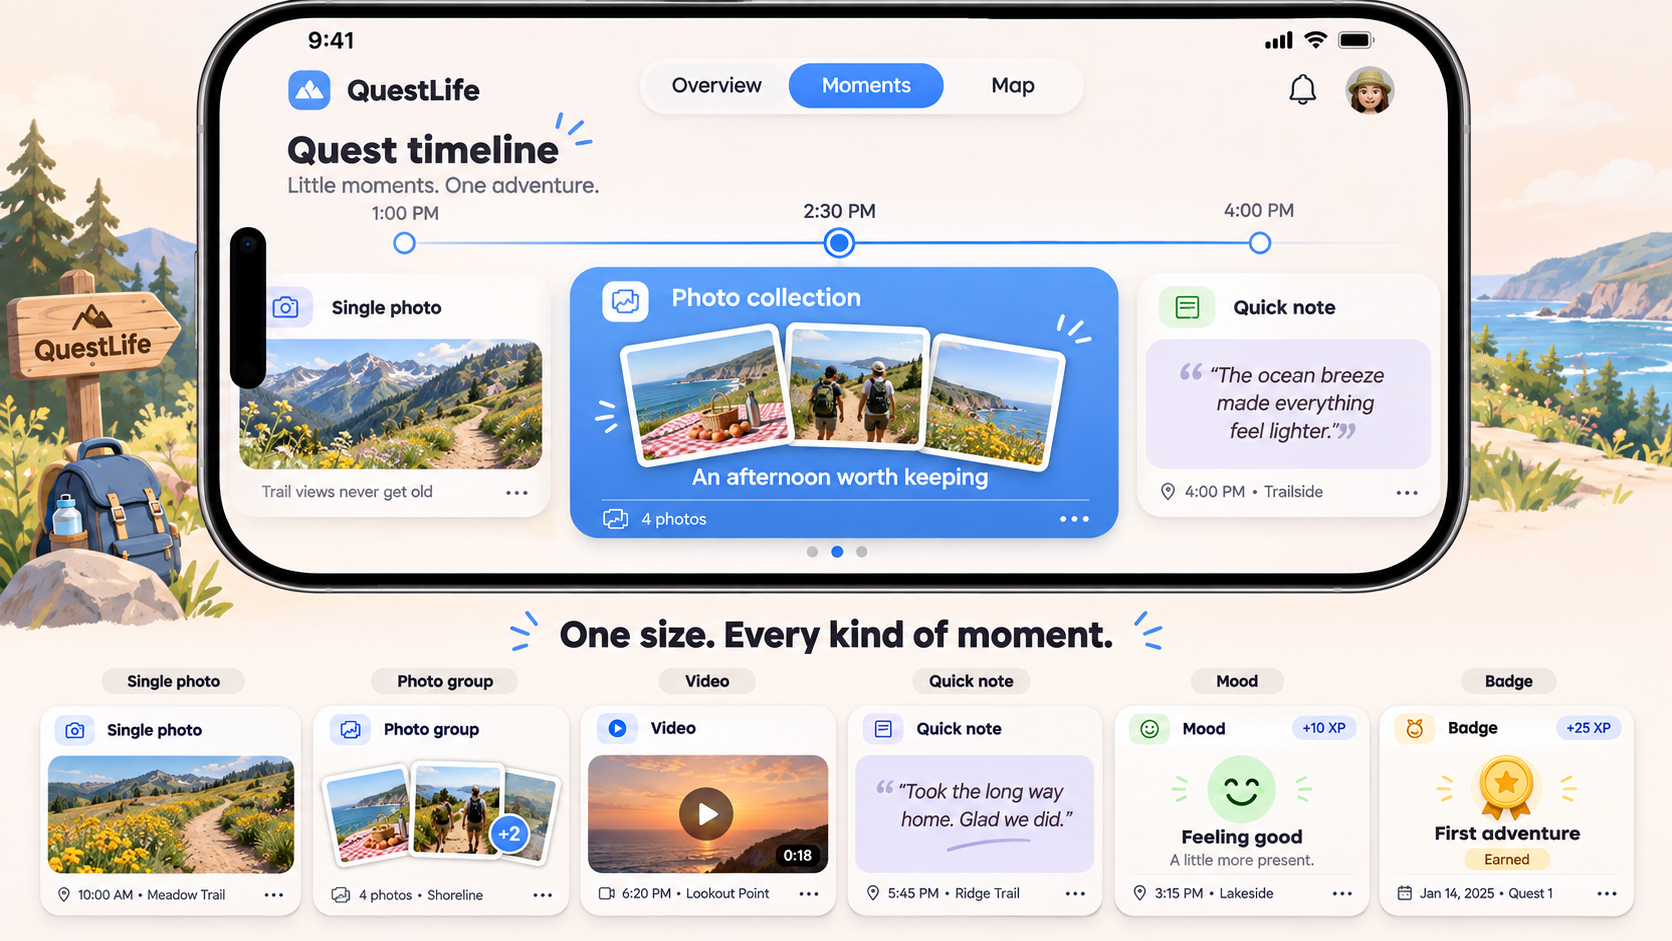 9:41
QuestLife
Overview
Moments
Map
Quest timeline
Little moments. One adventure.
1:00 PM
2:30 PM
4:00 PM
Single photo
Trail views never get old
Photo collection
An afternoon worth keeping
4 photos
Quick note
“The ocean breeze
made everything
feel lighter.”
4:00 PM • Trailside
QuestLife
One size. Every kind of moment.
Single photo
Photo group
Video
Quick note
Mood
Badge
Single photo
10:00 AM • Meadow Trail
Photo group
+2
4 photos • Shoreline
Video
0:18
6:20 PM • Lookout Point
Quick note
“Took the long way
home. Glad we did.”
5:45 PM • Ridge Trail
Mood
+10 XP
Feeling good
A little more present.
3:15 PM • Lakeside
Badge
+25 XP
First adventure
Earned
Jan 14, 2025 • Quest 1